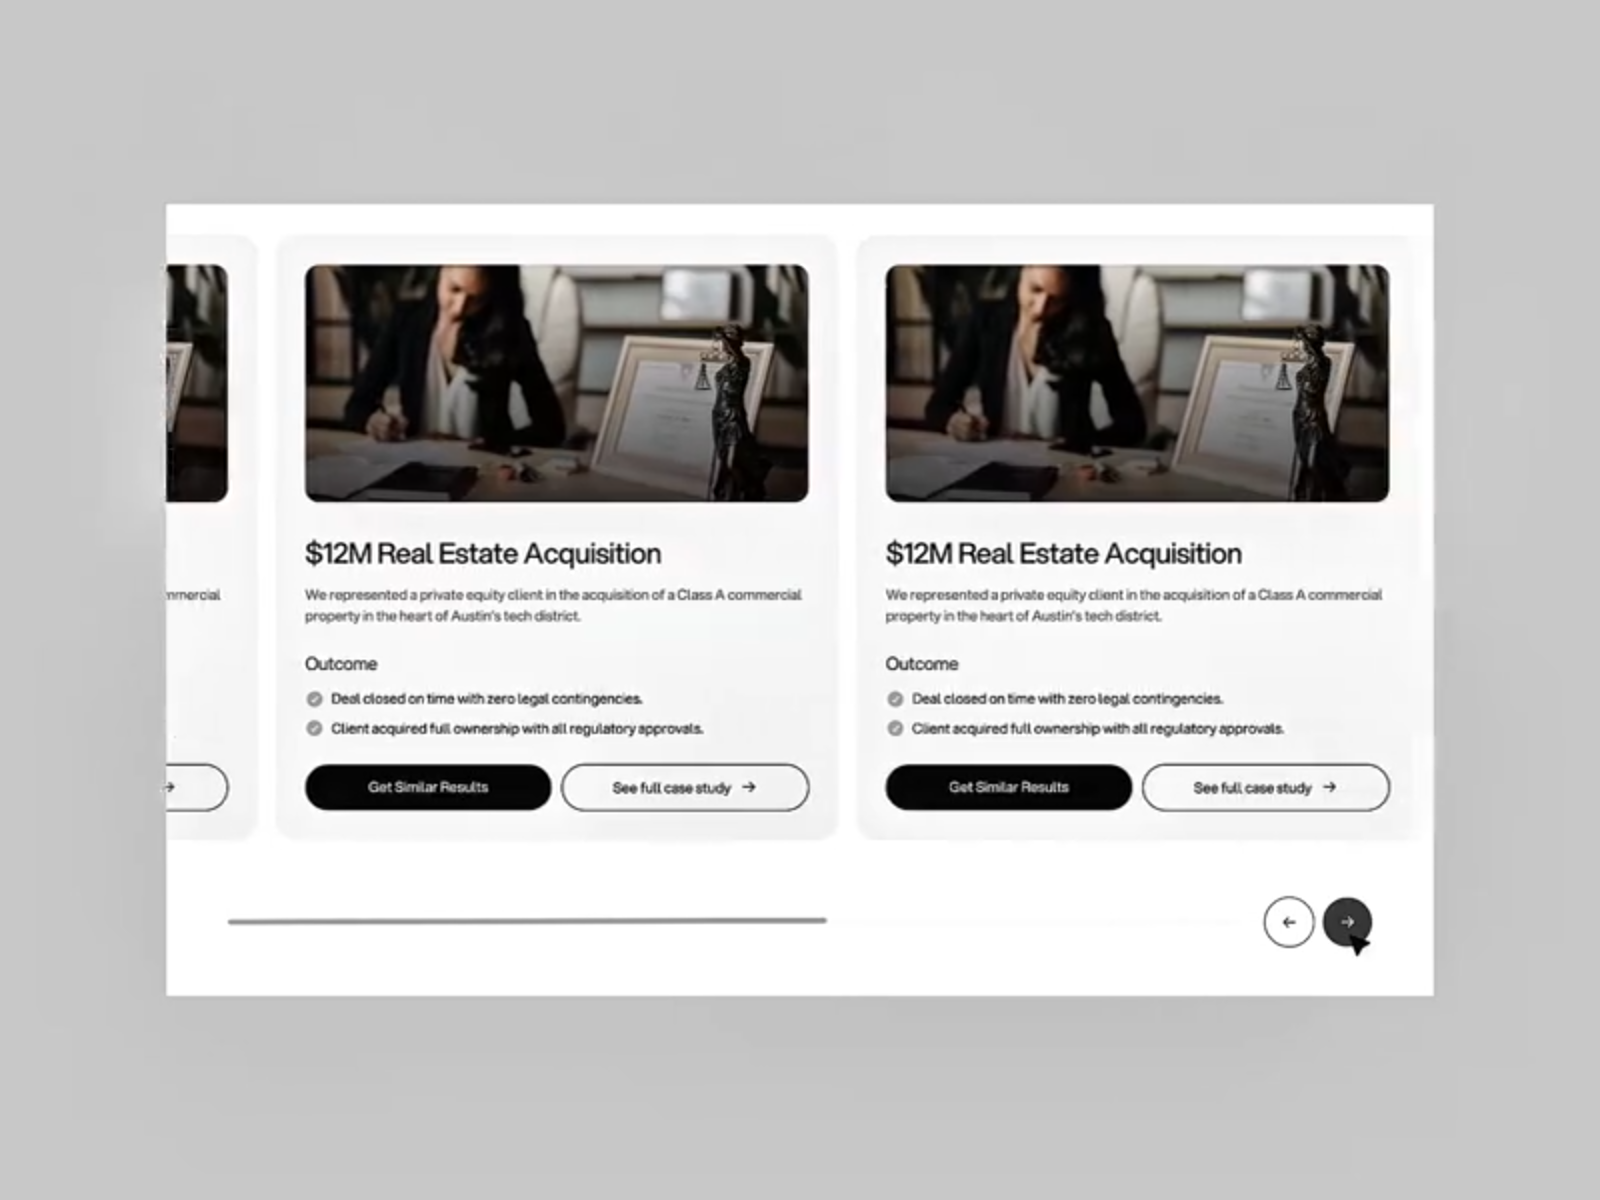 $12M Real Estate Acquisition
We represented a private equity client in the acquisition of a Class A commercial
property in the heart of Austin's tech district.
Outcome
Deal closed on time with zero legal contingencies.
Client acquired full ownership with all regulatory approvals.
Get Similar Results
See full case study →
$12M Real Estate Acquisition
We represented a private equity client in the acquisition of a Class A commercial
property in the heart of Austin's tech district.
Outcome
Deal closed on time with zero legal contingencies.
Client acquired full ownership with all regulatory approvals.
Get Similar Results
See full case study →